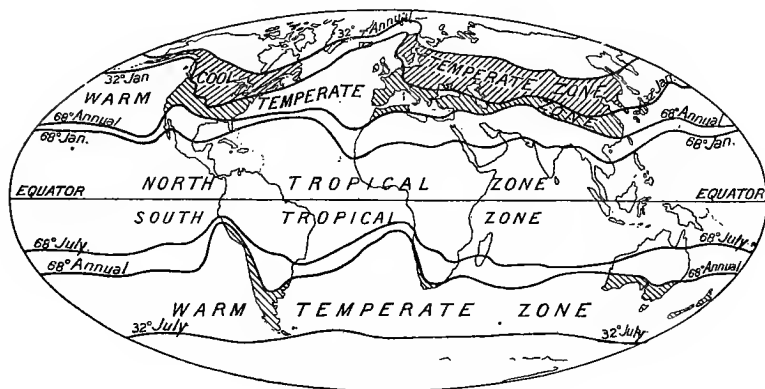 32° Annual
COOL
TEMPERATE ZONE
32° Jan
32° Jan.
WARM TEMPERATE ZONE
68° Annual
68° Annual
68° Jan.
68° Jan.
NORTH TROPICAL ZONE
EQUATOR
EQUATOR
SOUTH TROPICAL ZONE
68° July.
68° July
68° Annual
68° Annual
WARM TEMPERATE ZONE
32° July
32° July